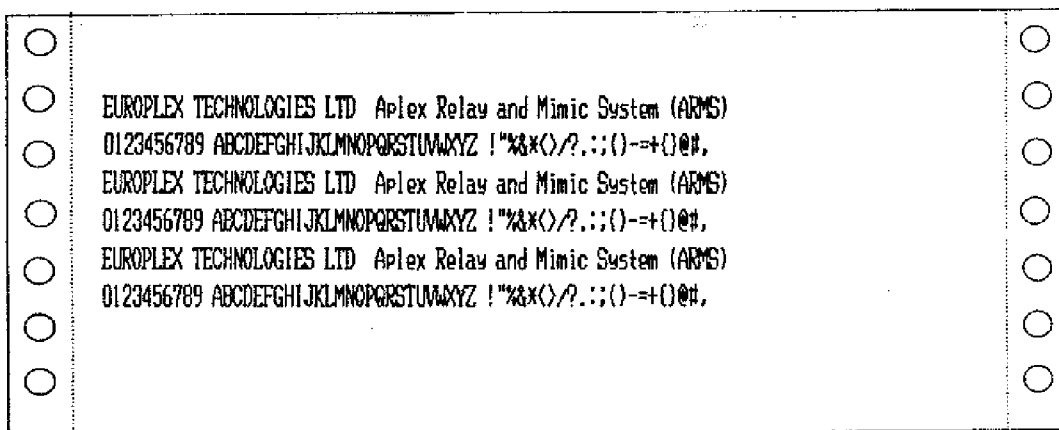 EUROPLEX TECHNOLOGIES LTD Aplex Relay and Mimic System (ARMS)
0123456789 ABCDEFGHIJKLMNOPQRSTUVWXYZ !"%&*<>/?.:;()-=+{}@#,
EUROPLEX TECHNOLOGIES LTD Aplex Relay and Mimic System (ARMS)
0123456789 ABCDEFGHIJKLMNOPQRSTUVWXYZ !"%&*<>/?.:;()-=+{}@#,
EUROPLEX TECHNOLOGIES LTD Aplex Relay and Mimic System (ARMS)
0123456789 ABCDEFGHIJKLMNOPQRSTUVWXYZ !"%&*<>/?.:;()-=+{}@#,